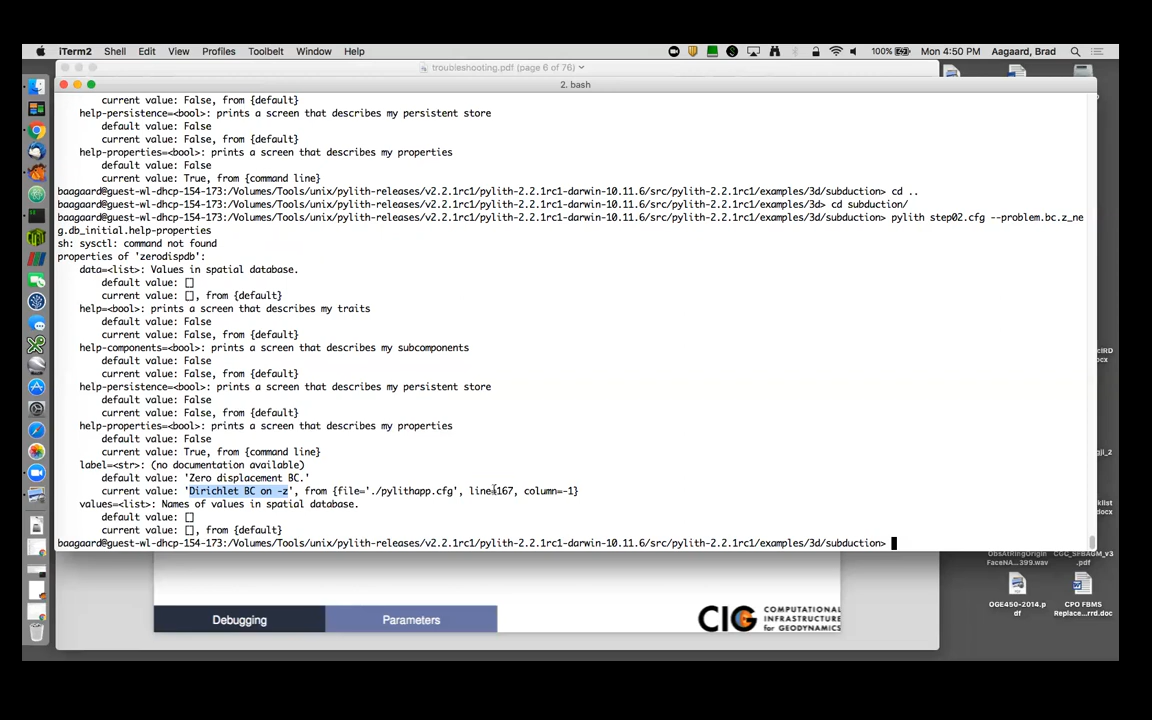 iTerm2 Shell Edit View Profiles Toolbelt Window Help 100% Mon 4:50 PM Aagaard, Brad
troubleshooting.pdf (page 6 of 76)
2. bash
current value: False, from {default}
help-persistence=<bool>: prints a screen that describes my persistent store
default value: False
current value: False, from {default}
help-properties=<bool>: prints a screen that describes my properties
default value: False
current value: True, from {command line}
baagaard@guest-wl-dhcp-154-173:/Volumes/Tools/unix/pylith-releases/v2.2.1rc1/pylith-2.2.1rc1-darwin-10.11.6/src/pylith-2.2.1rc1/examples/3d/subduction> cd ..
baagaard@guest-wl-dhcp-154-173:/Volumes/Tools/unix/pylith-releases/v2.2.1rc1/pylith-2.2.1rc1-darwin-10.11.6/src/pylith-2.2.1rc1/examples/3d> cd subduction/
baagaard@guest-wl-dhcp-154-173:/Volumes/Tools/unix/pylith-releases/v2.2.1rc1/pylith-2.2.1rc1-darwin-10.11.6/src/pylith-2.2.1rc1/examples/3d/subduction> pylith step02.cfg --problem.bc.z_ne
g.db_initial.help-properties
sh: sysctl: command not found
properties of 'zerodispdb':
data=<list>: Values in spatial database.
default value: []
current value: [], from {default}
help=<bool>: prints a screen that describes my traits
default value: False
current value: False, from {default}
help-components=<bool>: prints a screen that describes my subcomponents
default value: False
current value: False, from {default}
help-persistence=<bool>: prints a screen that describes my persistent store
default value: False
current value: False, from {default}
help-properties=<bool>: prints a screen that describes my properties
default value: False
current value: True, from {command line}
label=<str>: (no documentation available)
default value: 'Zero displacement BC.'
current value: 'Dirichlet BC on -z', from {file='./pylithapp.cfg', line=167, column=-1}
values=<list>: Names of values in spatial database.
default value: []
current value: [], from {default}
baagaard@guest-wl-dhcp-154-173:/Volumes/Tools/unix/pylith-releases/v2.2.1rc1/pylith-2.2.1rc1-darwin-10.11.6/src/pylith-2.2.1rc1/examples/3d/subduction>
OGE450-2014.p
df
CPO FBMS
Replace...rrd.doc
Debugging
Parameters
CIG COMPUTATIONAL
INFRASTRUCTURE
for GEODYNAMICS